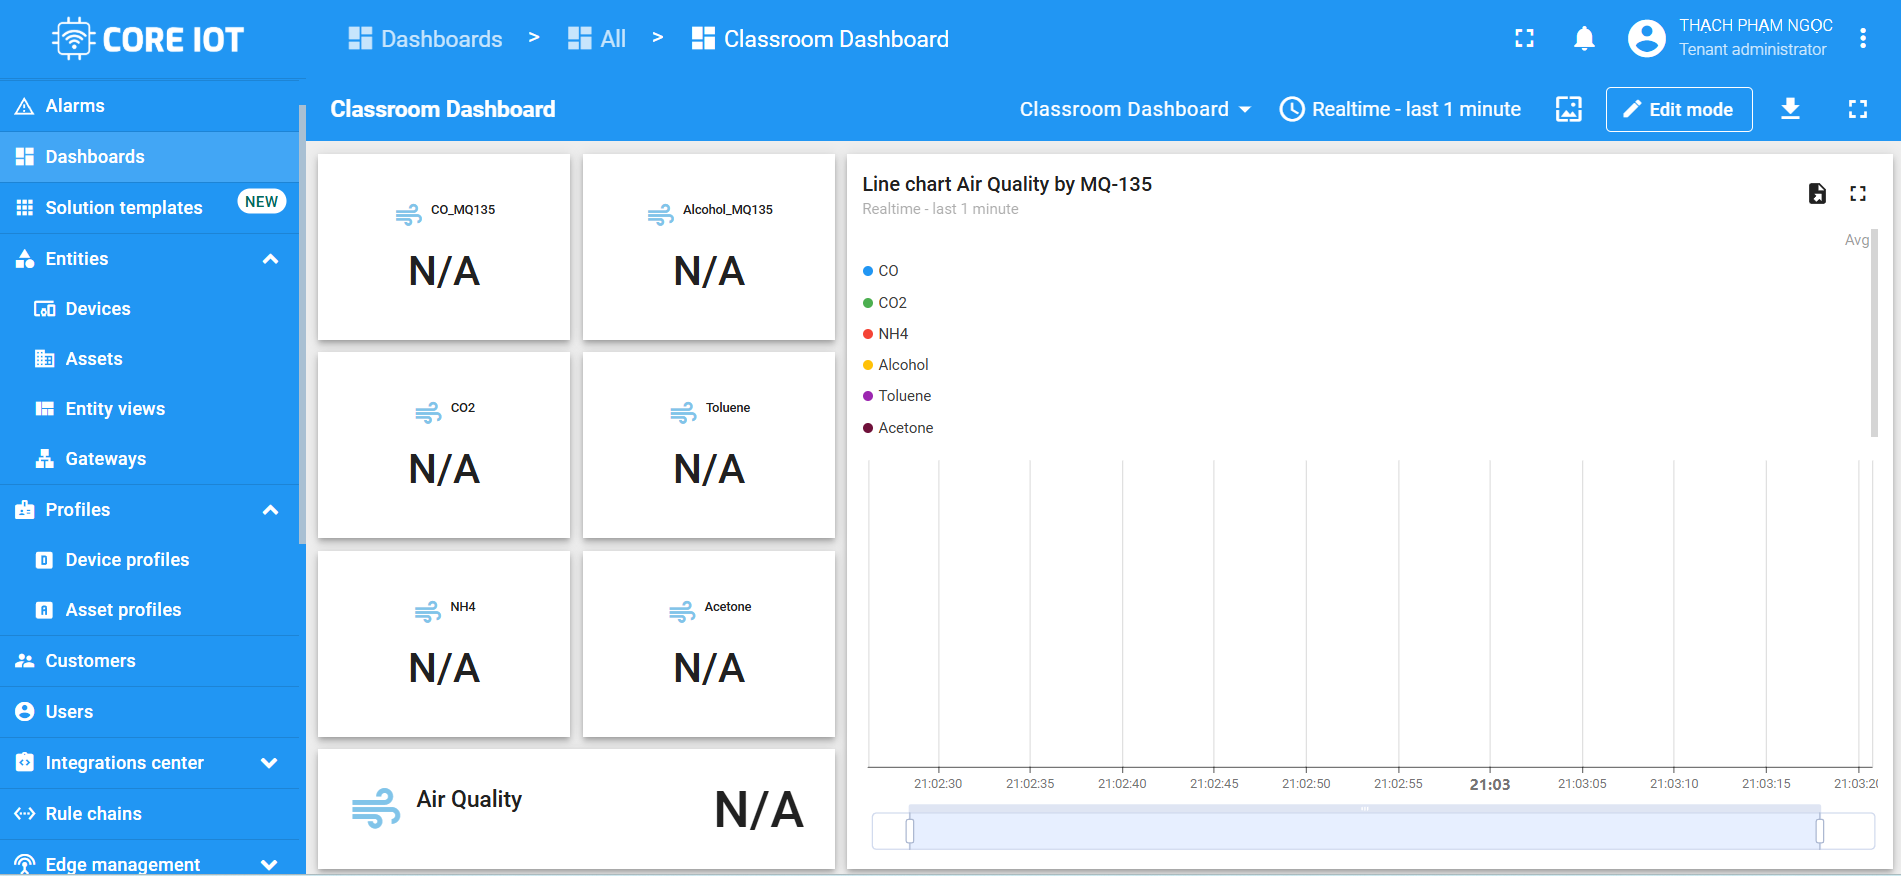 CORE IOT
Dashboards > All > Classroom Dashboard
THẠCH PHẠM NGỌC
Tenant administrator
Alarms
Dashboards
Solution templates NEW
Entities
Devices
Assets
Entity views
Gateways
Profiles
Device profiles
Asset profiles
Customers
Users
Integrations center
Rule chains
Edge management
Classroom Dashboard
Classroom Dashboard
Realtime - last 1 minute
Edit mode
CO_MQ135
N/A
Alcohol_MQ135
N/A
CO2
N/A
Toluene
N/A
NH4
N/A
Acetone
N/A
Air Quality
N/A
Line chart Air Quality by MQ-135
Realtime - last 1 minute
Avg
CO
CO2
NH4
Alcohol
Toluene
Acetone
21:02:30 21:02:35 21:02:40 21:02:45 21:02:50 21:02:55 21:03 21:03:05 21:03:10 21:03:15 21:03:20